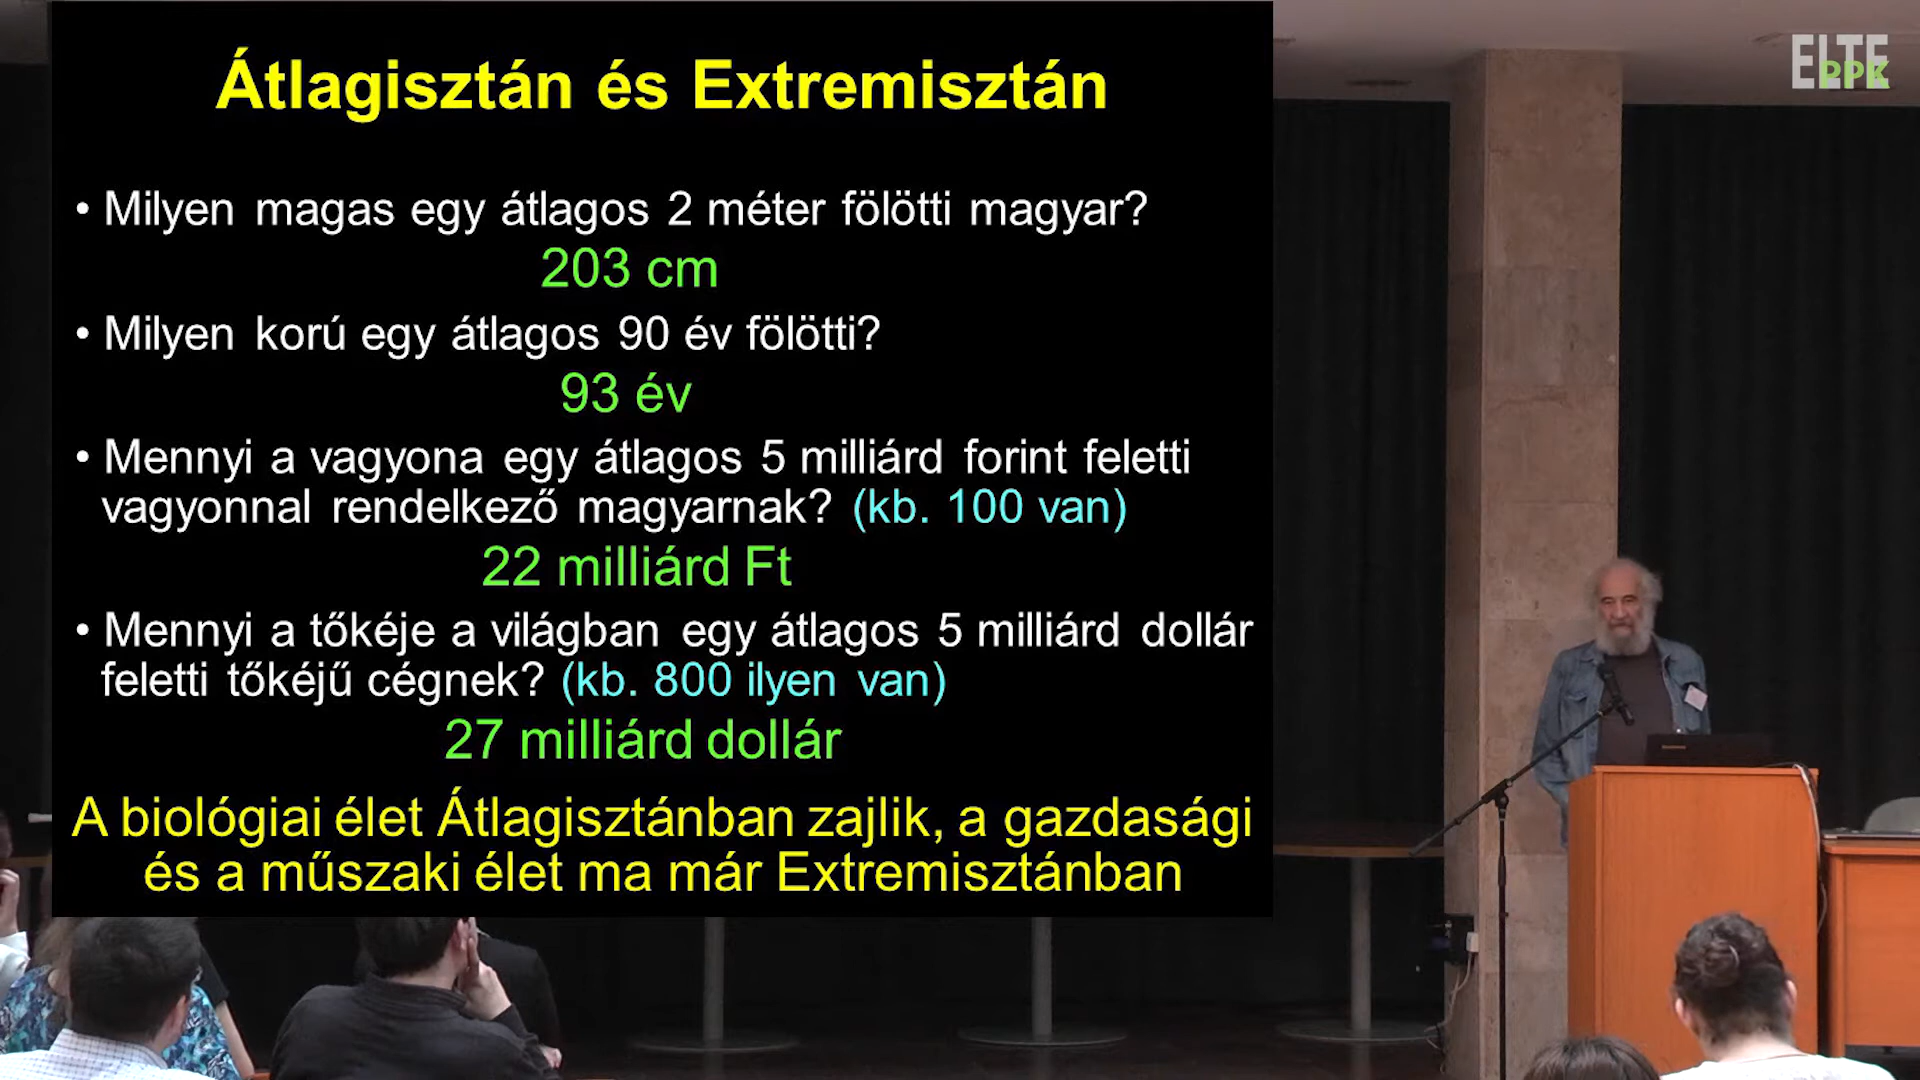 Átlagisztán és Extremisztán
• Milyen magas egy átlagos 2 méter fölötti magyar?
203 cm
• Milyen korú egy átlagos 90 év fölötti?
93 év
• Mennyi a vagyona egy átlagos 5 milliárd forint feletti
vagyonnal rendelkező magyarnak? (kb. 100 van)
22 milliárd Ft
• Mennyi a tőkéje a világban egy átlagos 5 milliárd dollár
feletti tőkéjű cégnek? (kb. 800 ilyen van)
27 milliárd dollár
A biológiai élet Átlagisztánban zajlik, a gazdasági
és a műszaki élet ma már Extremisztánban
ELTE
PPK